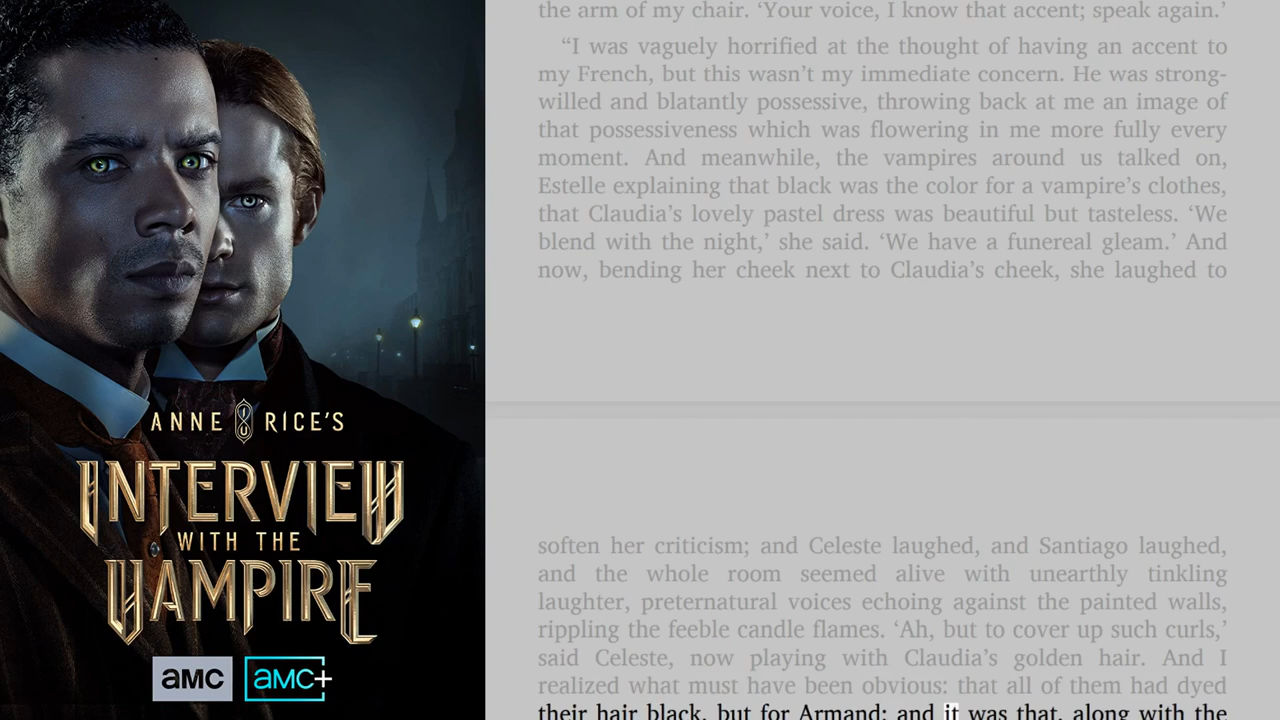 ANNE RICE'S
INTERVIEW
WITH THE
VAMPIRE
amc
amc+
the arm of my chair. ‘Your voice, I know that accent; speak again.’
“I was vaguely horrified at the thought of having an accent to
my French, but this wasn’t my immediate concern. He was strong-
willed and blatantly possessive, throwing back at me an image of
that possessiveness which was flowering in me more fully every
moment. And meanwhile, the vampires around us talked on,
Estelle explaining that black was the color for a vampire’s clothes,
that Claudia’s lovely pastel dress was beautiful but tasteless. ‘We
blend with the night,’ she said. ‘We have a funereal gleam.’ And
now, bending her cheek next to Claudia’s cheek, she laughed to
soften her criticism; and Celeste laughed, and Santiago laughed,
and the whole room seemed alive with unearthly tinkling
laughter, preternatural voices echoing against the painted walls,
rippling the feeble candle flames. ‘Ah, but to cover up such curls,’
said Celeste, now playing with Claudia’s golden hair. And I
realized what must have been obvious: that all of them had dyed
their hair black, but for Armand; and it was that, along with the